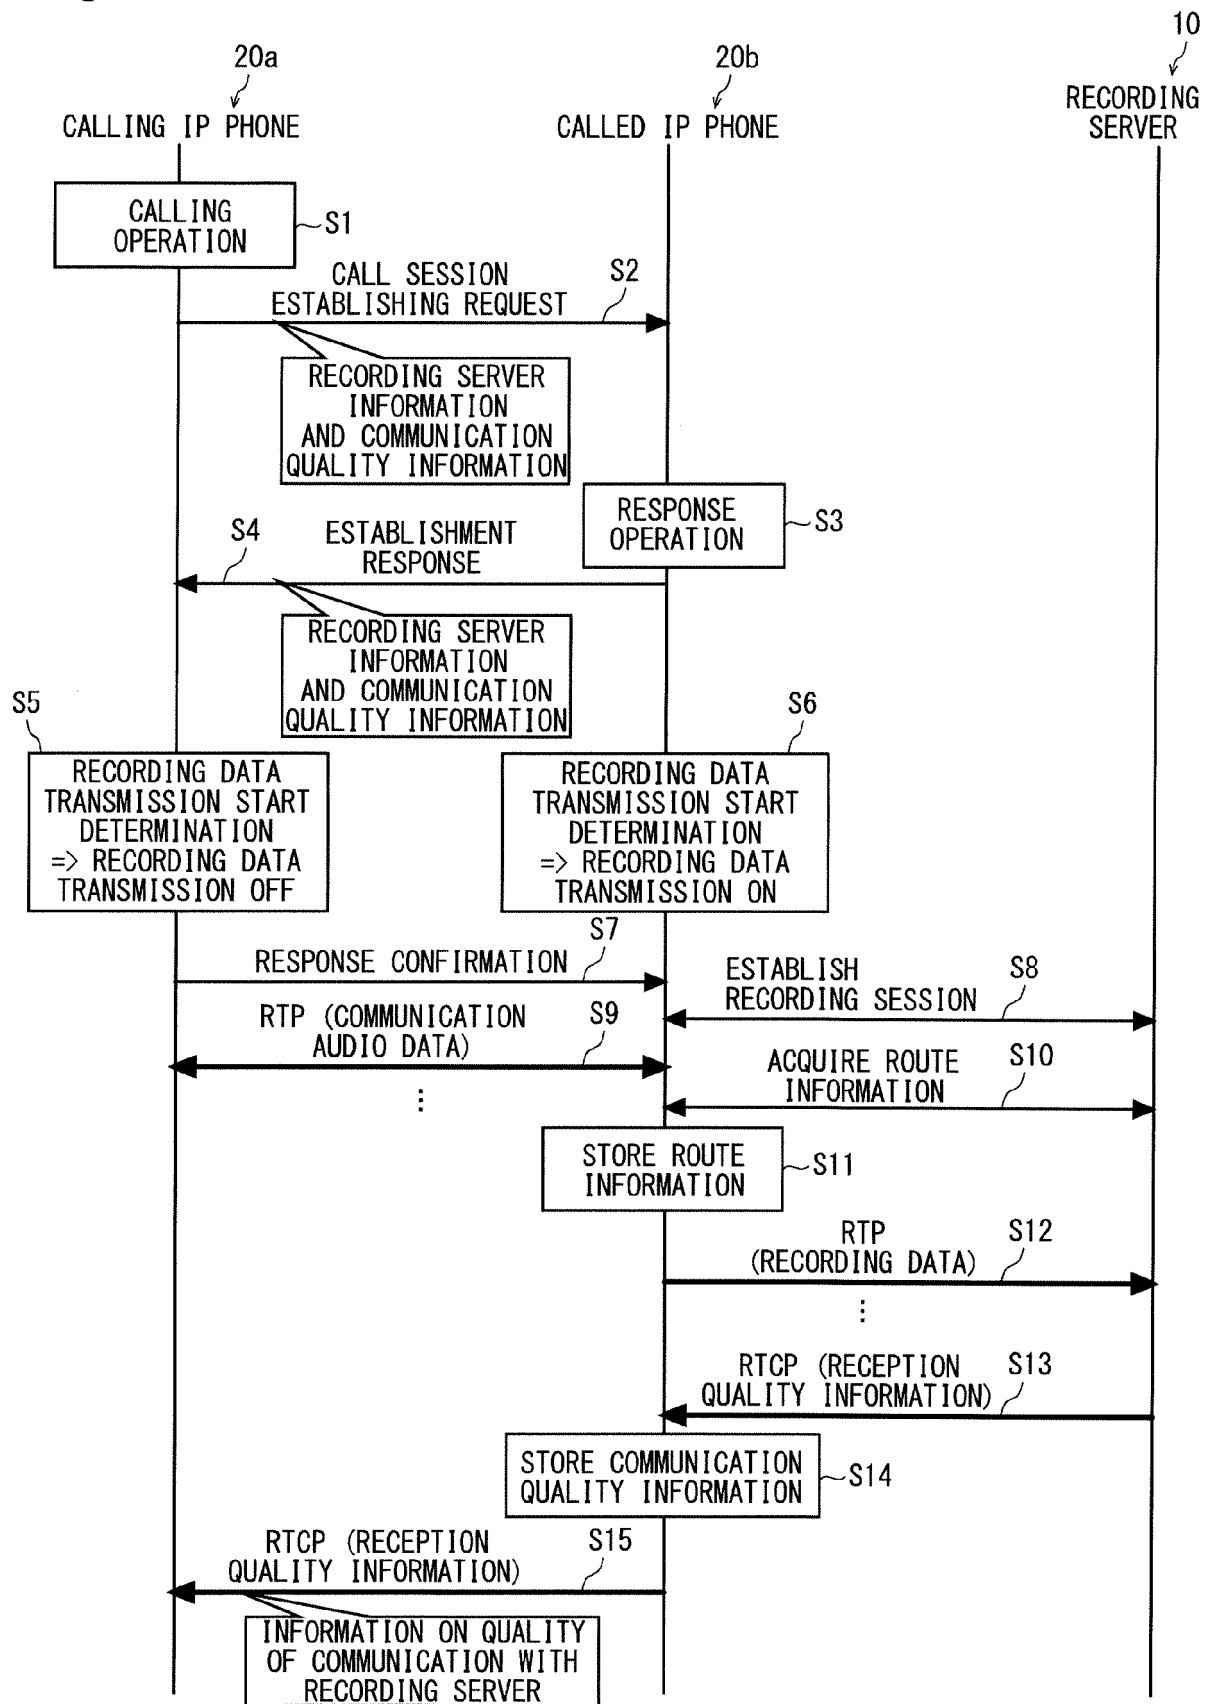 10
20a
20b
RECORDING
SERVER
CALLING IP PHONE
CALLED IP PHONE
CALLING
OPERATION
S1
CALL SESSION
ESTABLISHING REQUEST
S2
RECORDING SERVER
INFORMATION
AND COMMUNICATION
QUALITY INFORMATION
RESPONSE
OPERATION
S3
S4
ESTABLISHMENT
RESPONSE
RECORDING SERVER
INFORMATION
AND COMMUNICATION
QUALITY INFORMATION
S5
RECORDING DATA
TRANSMISSION START
DETERMINATION
=> RECORDING DATA
TRANSMISSION OFF
S6
RECORDING DATA
TRANSMISSION START
DETERMINATION
=> RECORDING DATA
TRANSMISSION ON
RESPONSE CONFIRMATION
S7
ESTABLISH
RECORDING SESSION
S8
RTP (COMMUNICATION
AUDIO DATA)
S9
⋮
ACQUIRE ROUTE
INFORMATION
S10
STORE ROUTE
INFORMATION
S11
RTP
(RECORDING DATA)
S12
⋮
RTCP (RECEPTION
QUALITY INFORMATION)
S13
STORE COMMUNICATION
QUALITY INFORMATION
S14
RTCP (RECEPTION
QUALITY INFORMATION)
S15
INFORMATION ON QUALITY
OF COMMUNICATION WITH
RECORDING SERVER